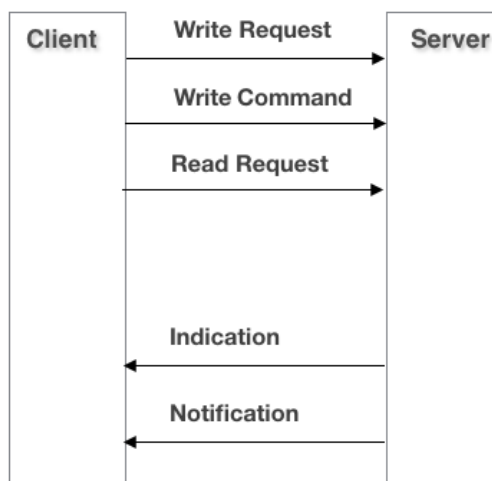 Client
Write Request
Server
Write Command
Read Request
Indication
Notification